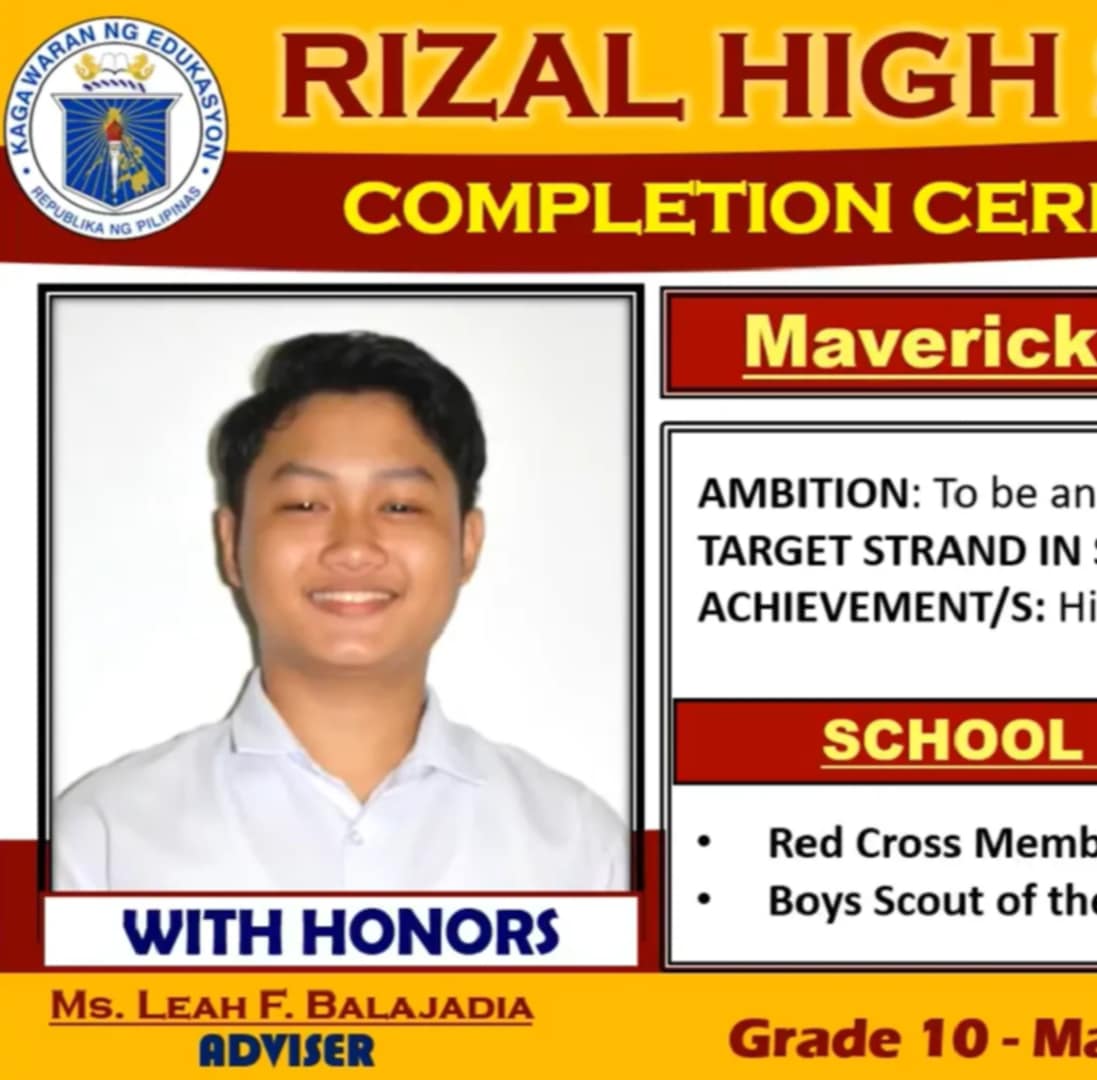 KAGAWARAN NG EDUKASYON
REPUBLIKA NG PILIPINAS
RIZAL HIGH
COMPLETION CER
Maverick
AMBITION: To be an
TARGET STRAND IN
ACHIEVEMENT/S: Hi
SCHOOL
• Red Cross Memb
• Boys Scout of the
WITH HONORS
Ms. Leah F. Balajadia
ADVISER
Grade 10 - Ma